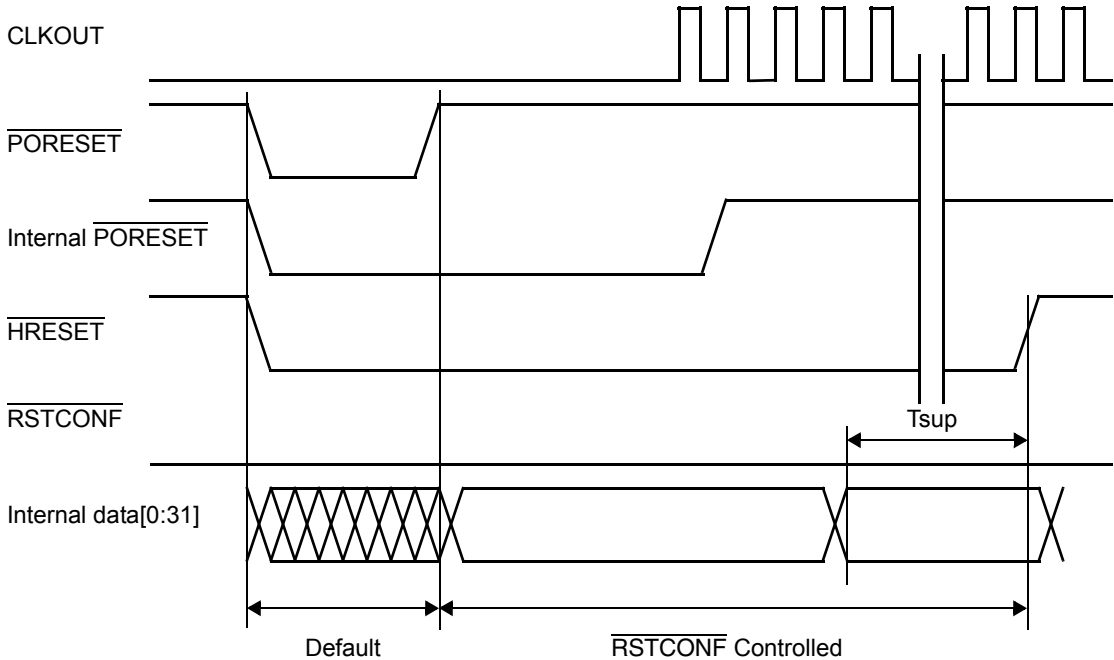 CLKOUT
PORESET
Internal PORESET
HRESET
RSTCONF
Tsup
Internal data[0:31]
Default
RSTCONF Controlled